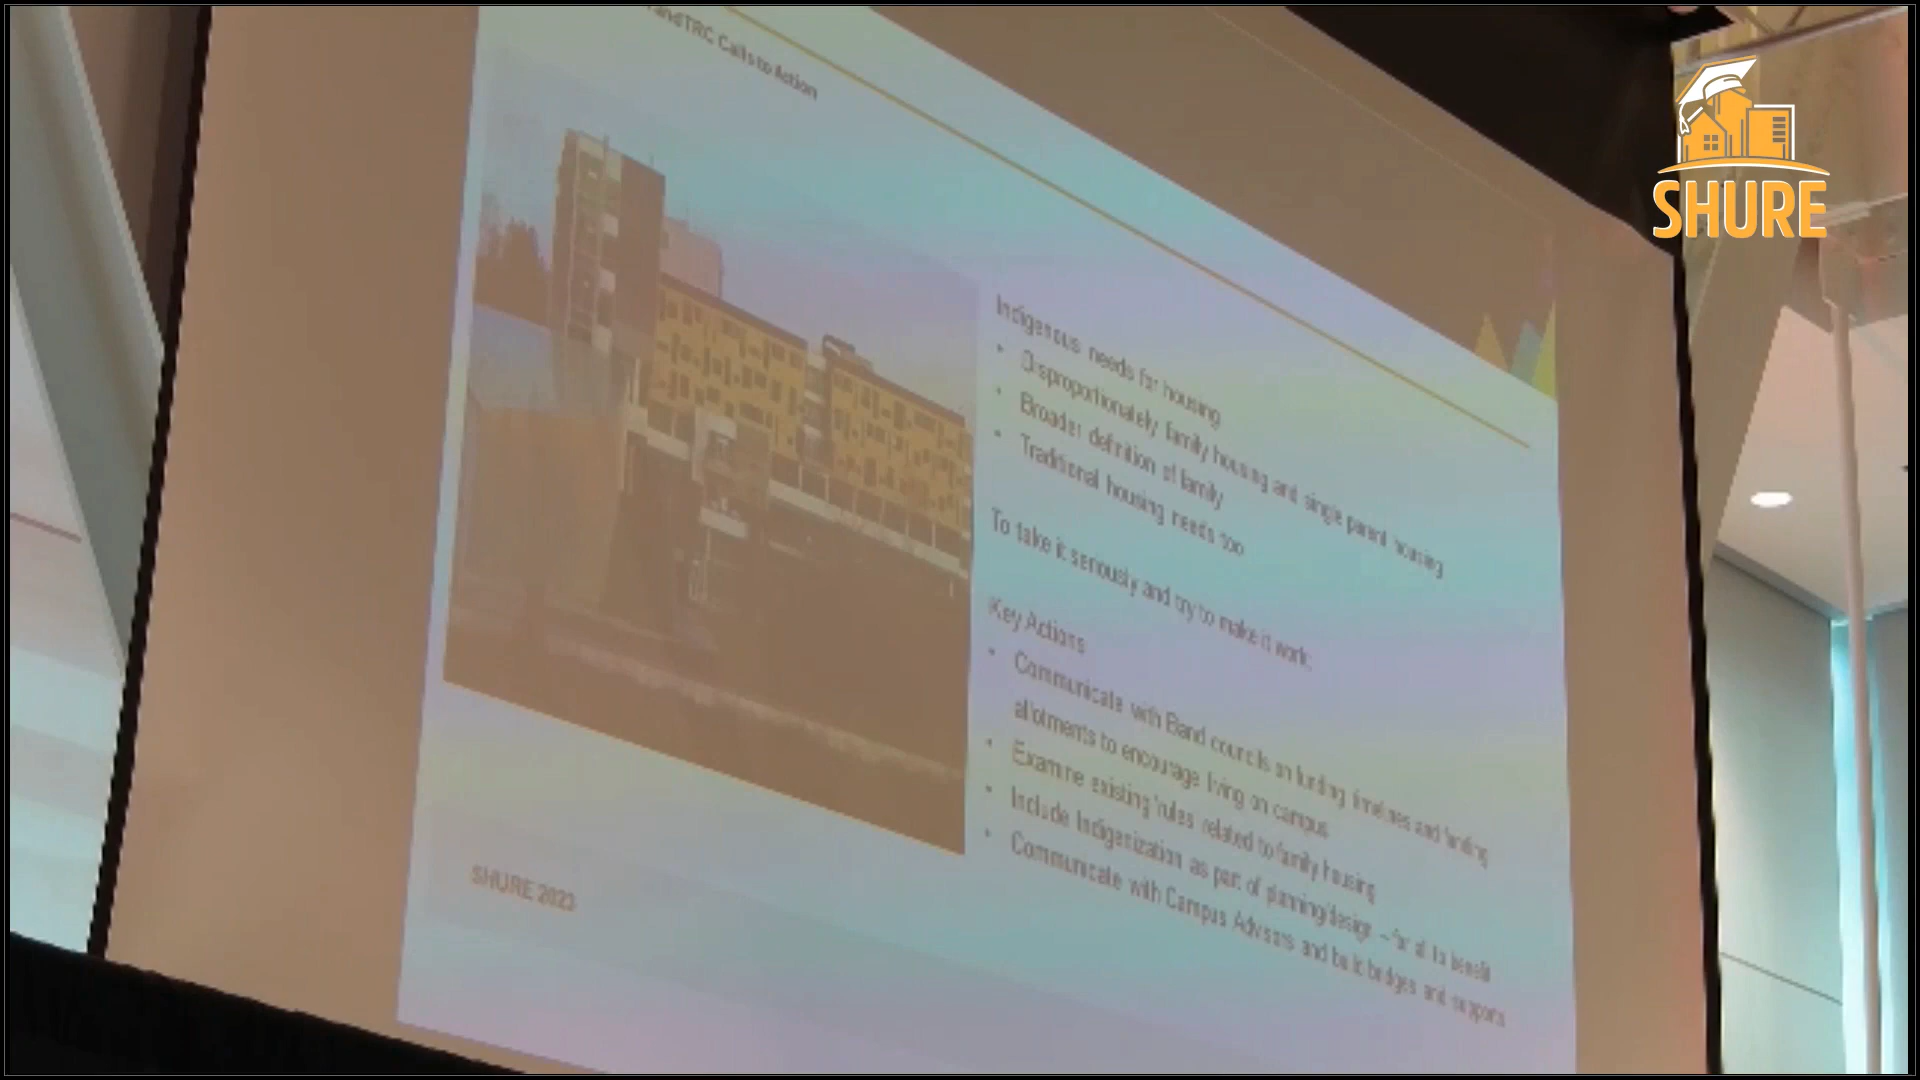 TRC Calls to Action
SHURE
Indigenous needs for housing
• Disproportionately family housing and single parent housing
• Broader definition of family
• Traditional housing needs too
To take it seriously and try to make it work:
Key Actions
• Communicate with Band councils on funding timelines and funding
allotments to encourage living on campus
• Examine existing 'rules' related to family housing
• Include Indigenization as part of planning/design – for all to benefit
• Communicate with Campus Advisors and build bridges and supports
SHURE 2023